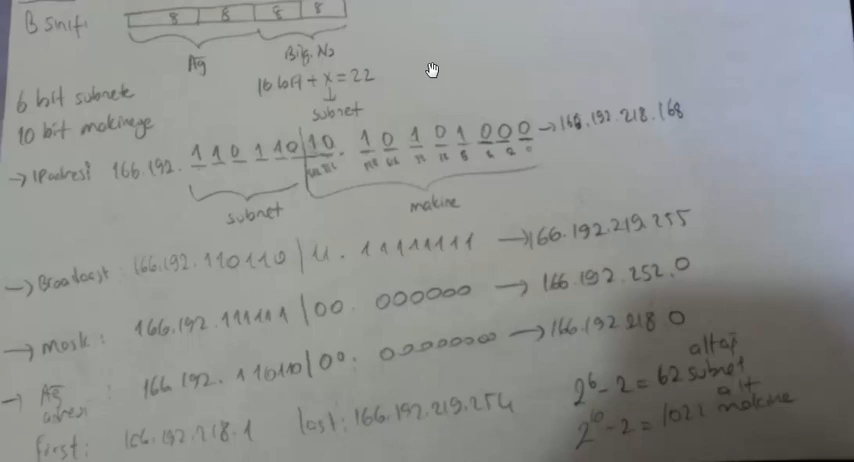 B sınıfı
8 8 8 8
Ağ
Bilg. No
16 bit + x = 22
subnet
6 bit subnete
10 bit makineye
→ IP adresi 166.192. 1 1 0 1 1 0 | 1 0 . 1 0 1 0 1 0 0 0 → 166.192.218.168
subnet
makine
→ Broadcast : 166.192.110110 | 11 . 11111111 → 166.192.219.255
→ mask : 166.192.111111 | 00 . 000000 → 166.192.252.0
→ Ağ adresi : 166.192.11010 | 00. 00000000 → 166.192.218 0
first: 166.192.218.1 last: 166.192.219.254
2^6 - 2 = 62 altağ subnet
2^10 - 2 = 1022 alt makine